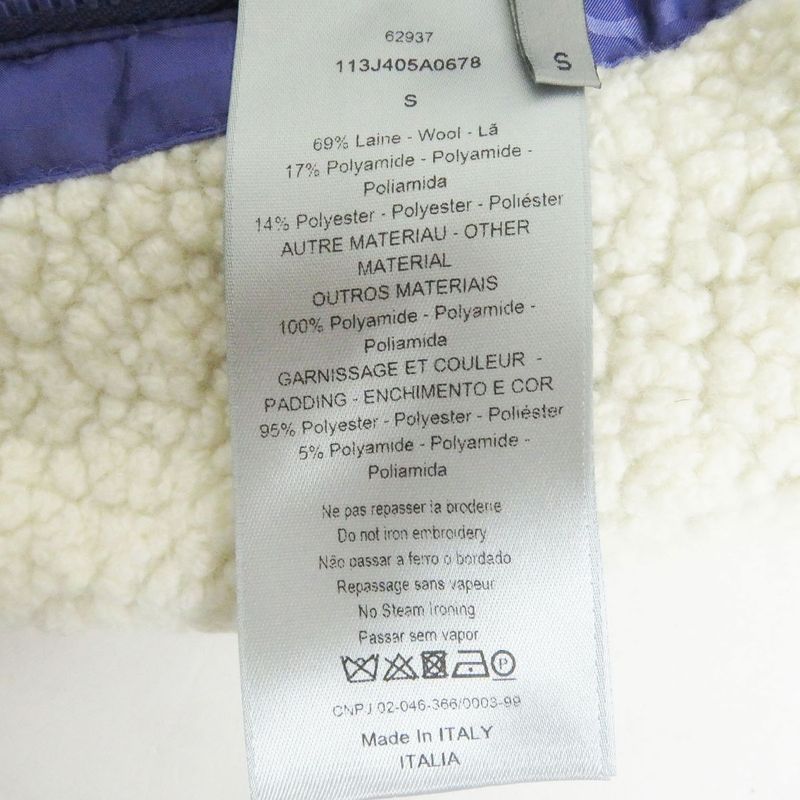 62937
113J405A0678
S
S
69% Laine - Wool - Lã
17% Polyamide - Polyamide -
Poliamida
14% Polyester - Polyester - Poliéster
AUTRE MATERIAU - OTHER
MATERIAL
OUTROS MATERIAIS
100% Polyamide - Polyamide -
Poliamida
GARNISSAGE ET COULEUR -
PADDING - ENCHIMENTO E COR
95% Polyester - Polyester - Poliéster
5% Polyamide - Polyamide -
Poliamida
Ne pas repasser la broderie
Do not iron embroidery
Não passar a ferro o bordado
Repassage sans vapeur
No Steam Ironing
Passar sem vapor
P
CNPJ 02-046-366/0003-99
Made In ITALY
ITALIA